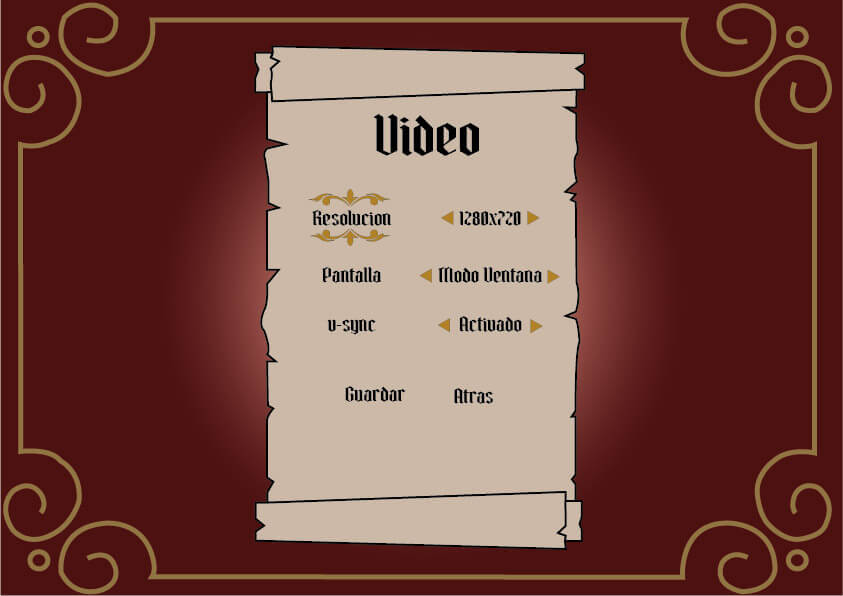 Video
Resolucion 1280x720
Pantalla Modo Ventana
v-sync Activado
Guardar Atras